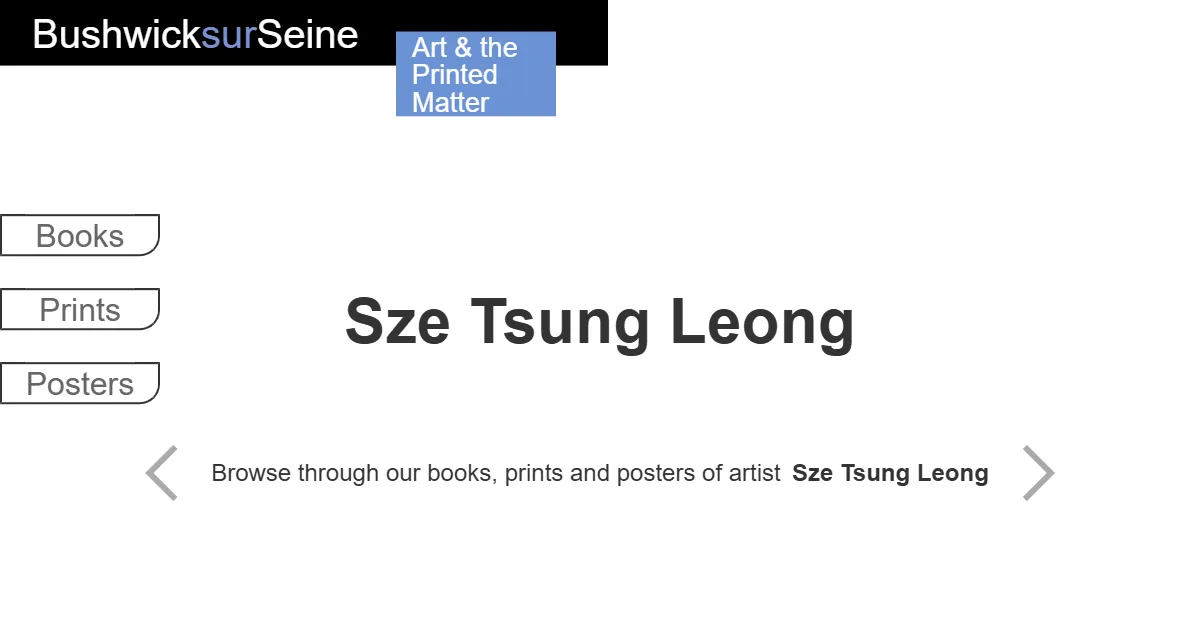 BushwicksurSeine
Art & the
Printed
Matter
Books
Prints
Posters
Sze Tsung Leong
Browse through our books, prints and posters of artist Sze Tsung Leong